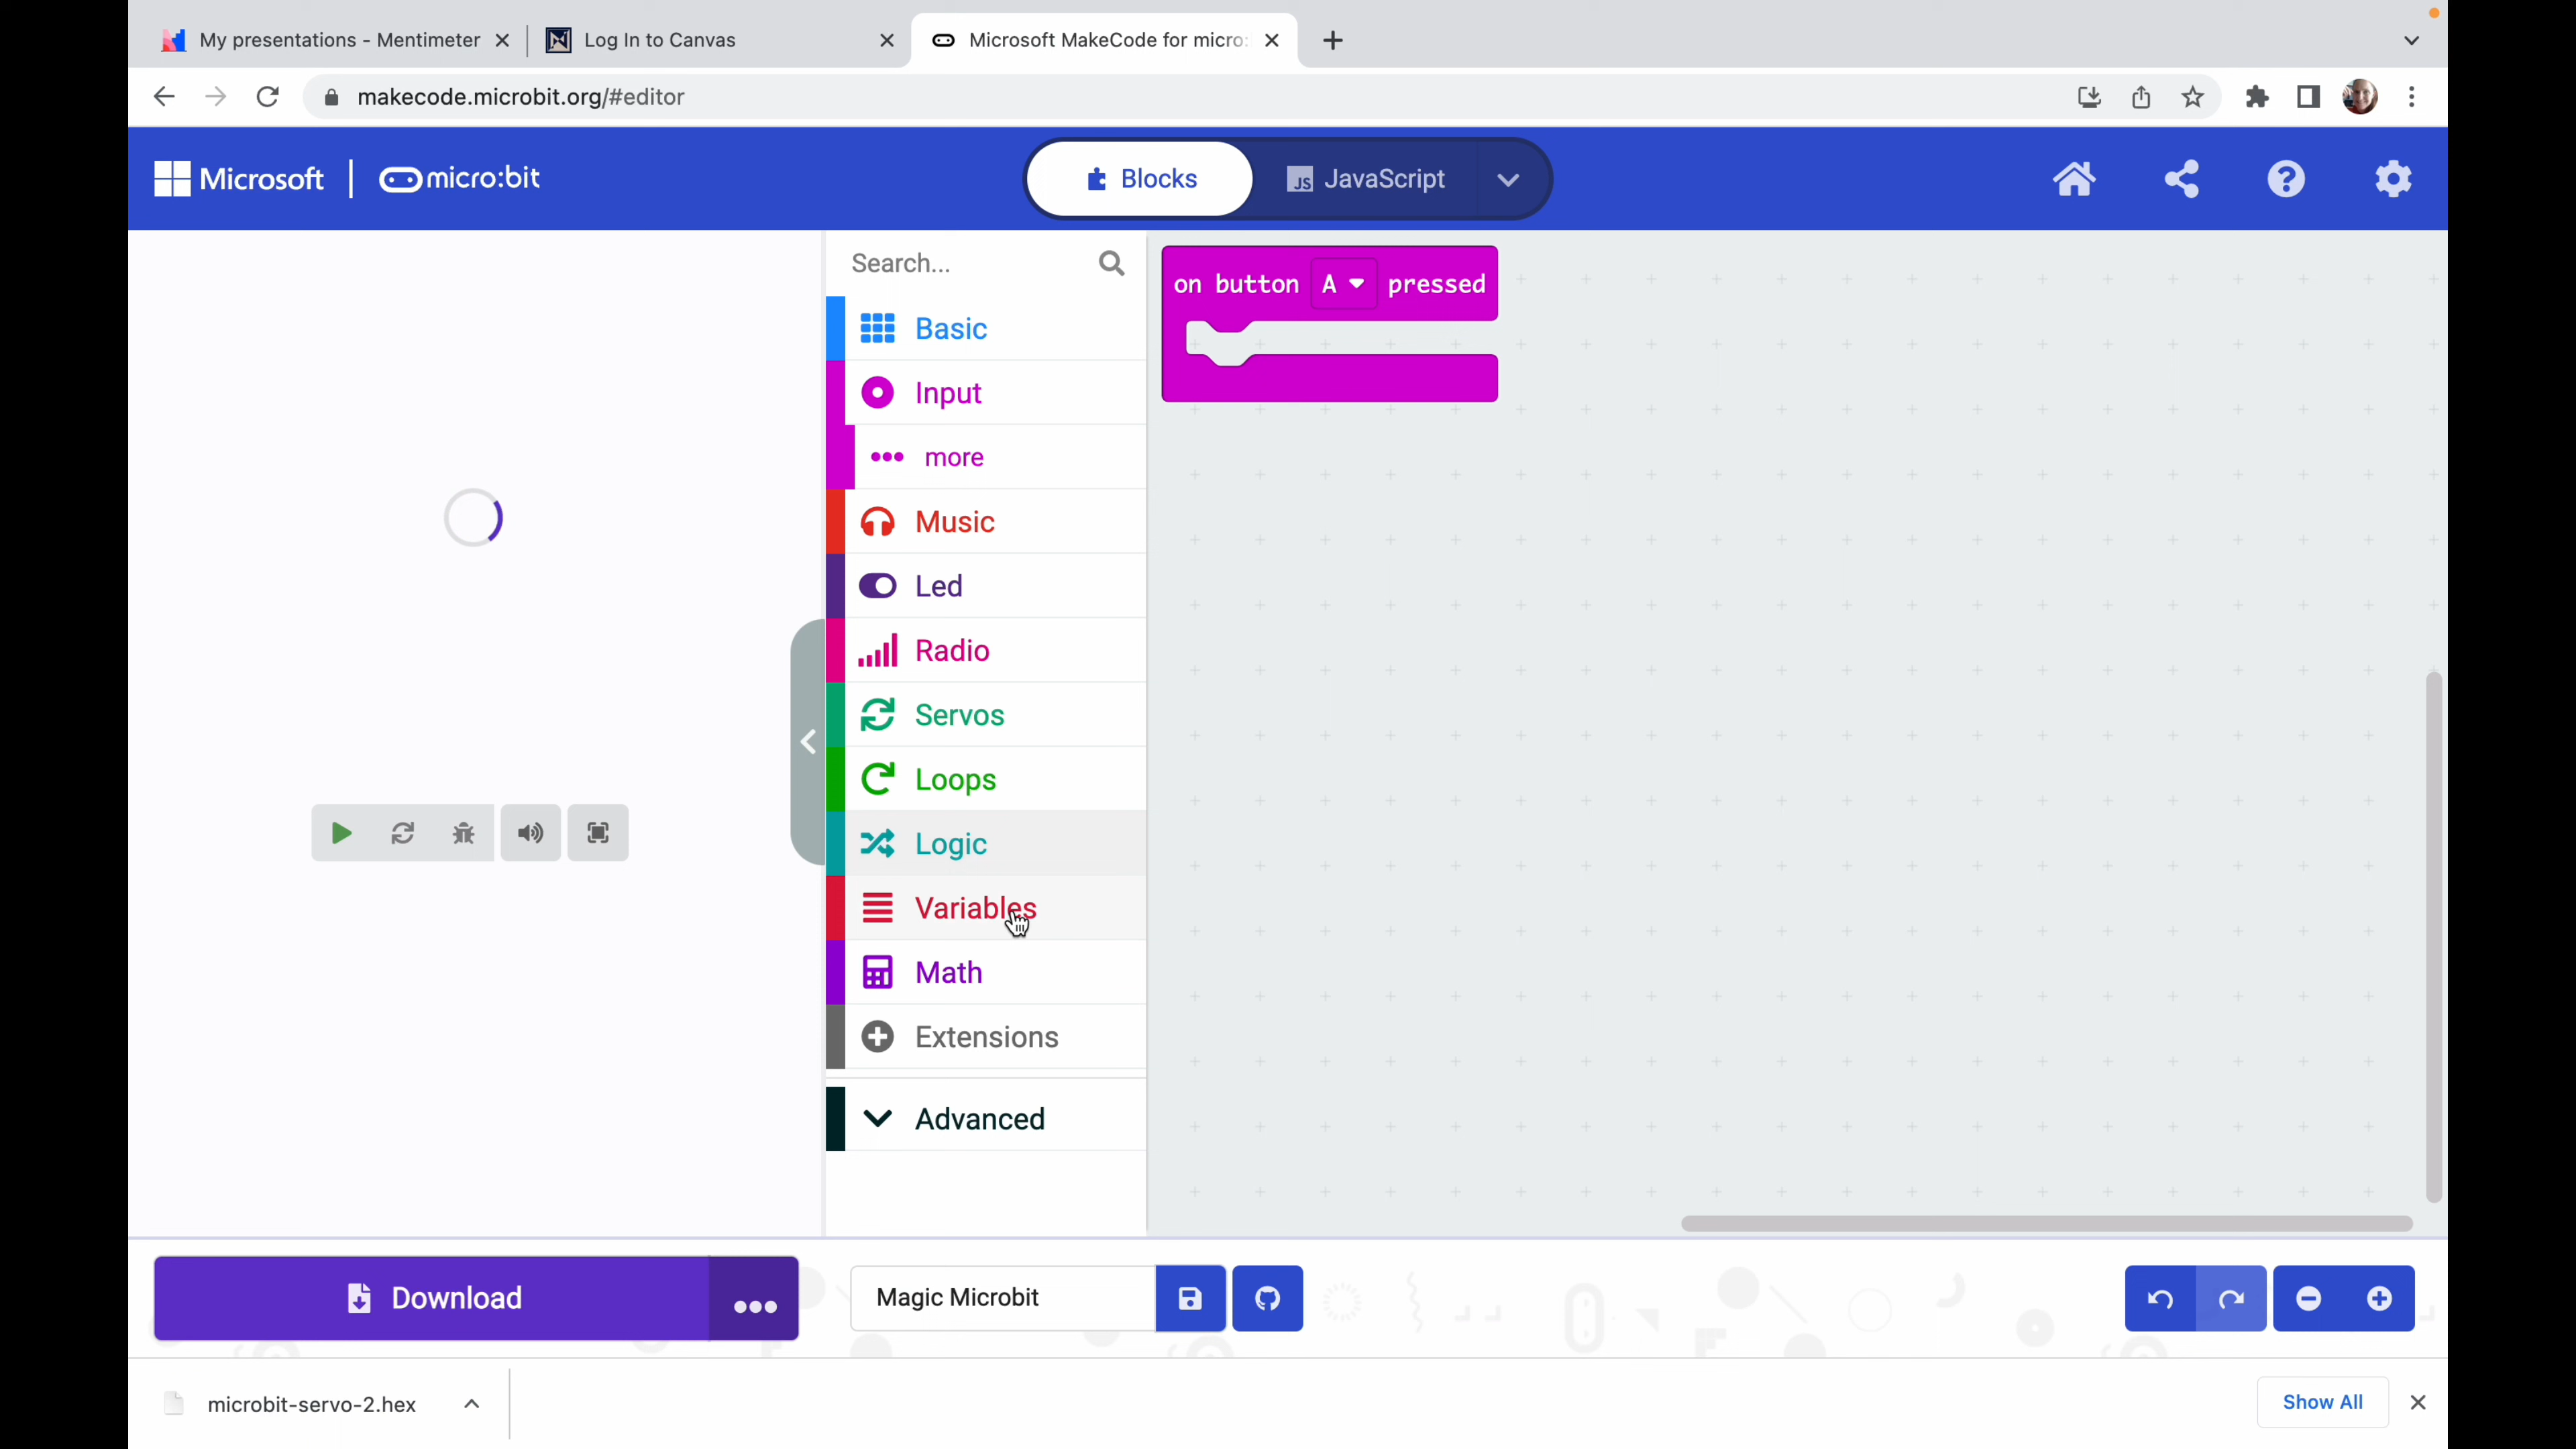 My presentations - Mentimeter
Log In to Canvas
Microsoft MakeCode for micro:
makecode.microbit.org/#editor
Microsoft
micro:bit
Blocks
JS JavaScript
Search...
Basic
Input
more
Music
Led
Radio
Servos
Loops
Logic
Variables
Math
Extensions
Advanced
on button A pressed
Download
Magic Microbit
microbit-servo-2.hex
Show All